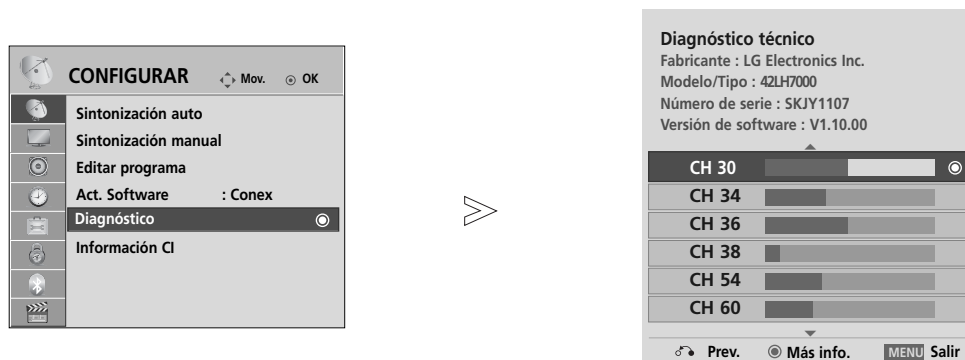 CONFIGURAR Mov. OK
Sintonización auto
Sintonización manual
Editar programa
Act. Software : Conex
Diagnóstico
Información CI
Diagnóstico técnico
Fabricante : LG Electronics Inc.
Modelo/Tipo : 42LH7000
Número de serie : SKJY1107
Versión de software : V1.10.00
CH 30
CH 34
CH 36
CH 38
CH 54
CH 60
Prev. Más info. MENU Salir